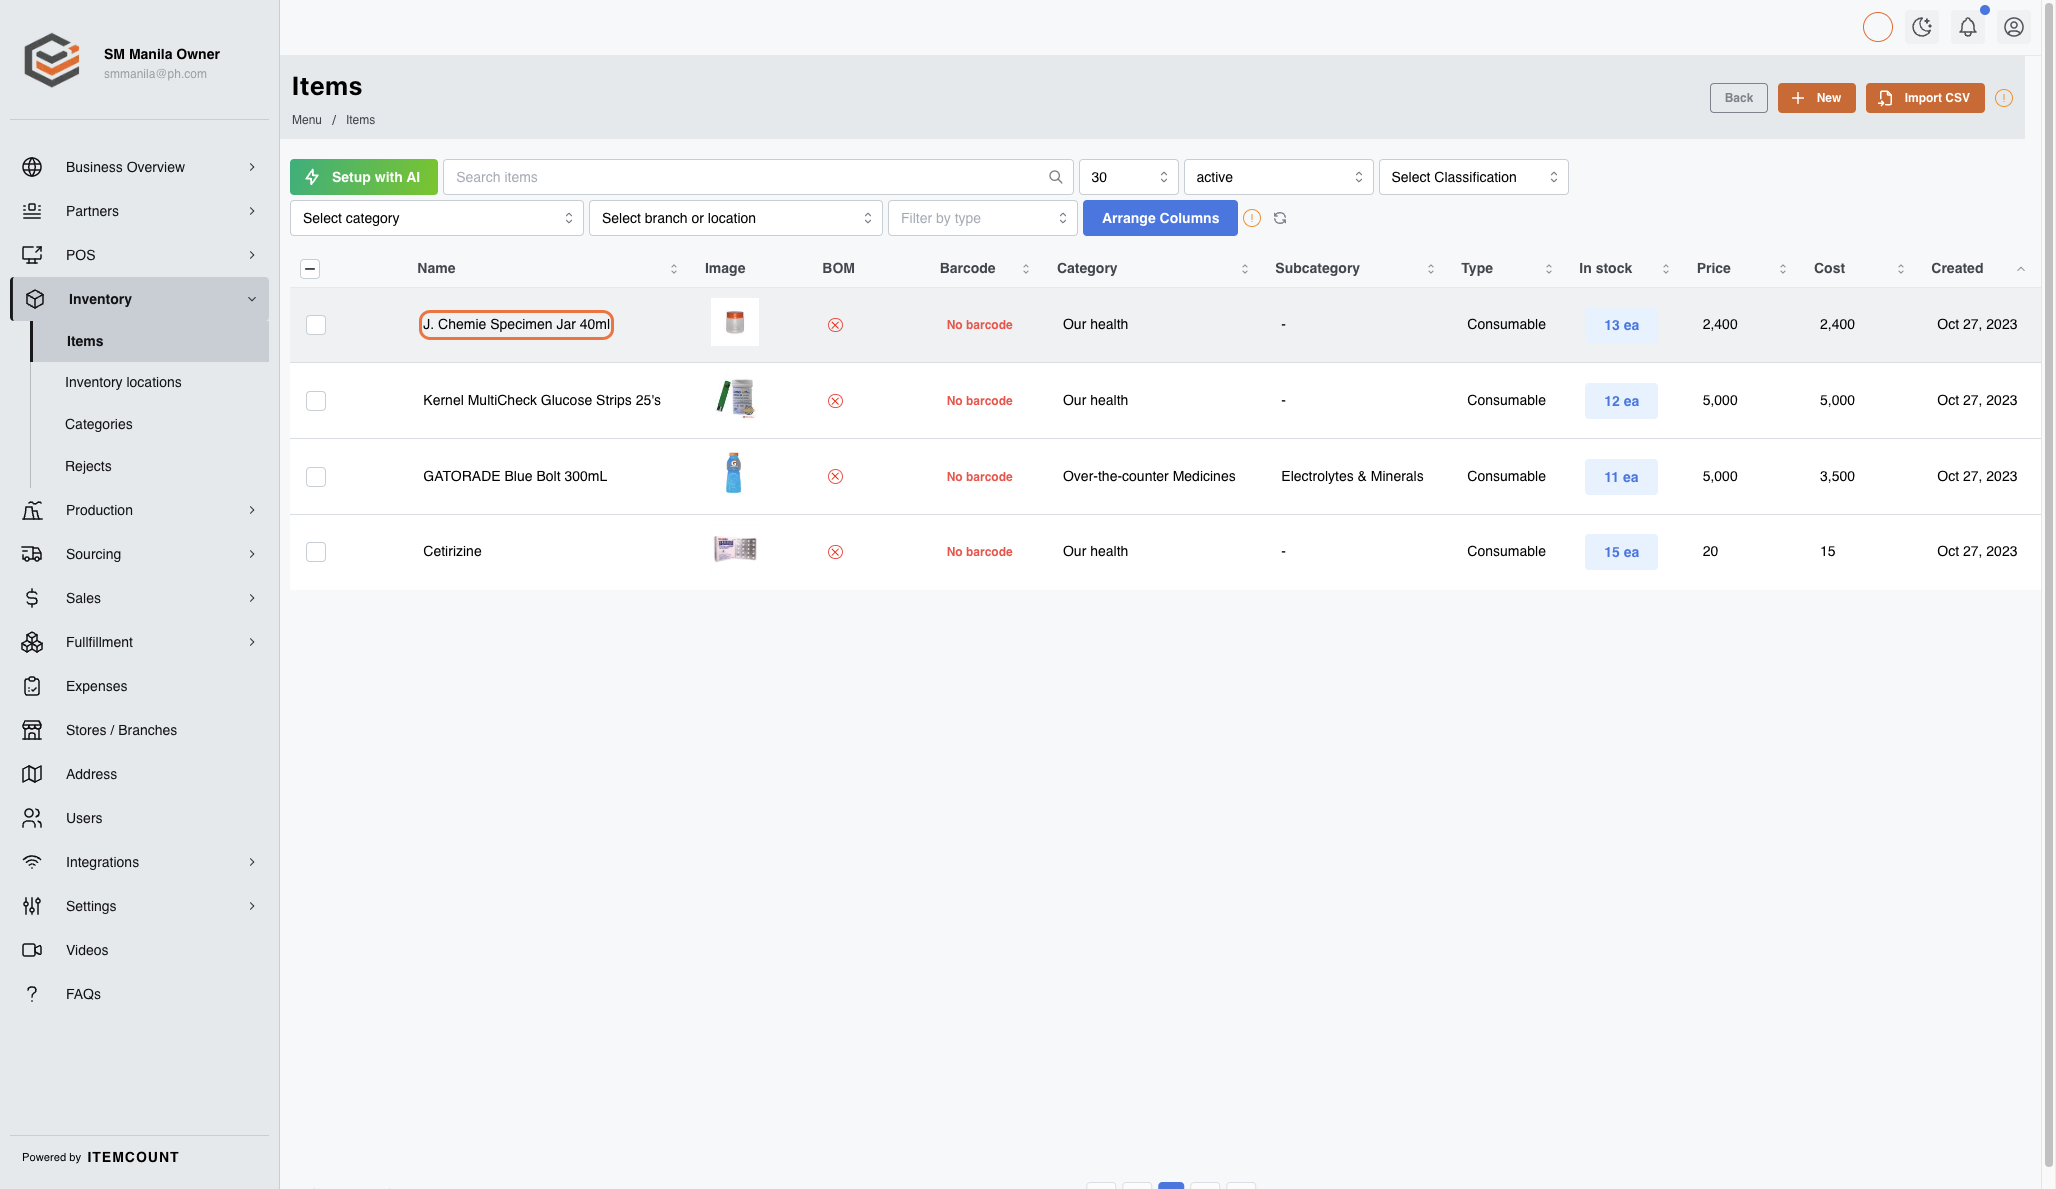 SM Manila Owner
smmanila@ph.com
Business Overview
Partners
POS
Inventory
Items
Inventory locations
Categories
Rejects
Production
Sourcing
Sales
Fullfillment
Expenses
Stores / Branches
Address
Users
Integrations
Settings
Videos
FAQs
Powered by ITEMCOUNT
Items
Menu / Items
Back
New
Import CSV
Setup with AI
Search items
30
active
Select Classification
Select category
Select branch or location
Filter by type
Arrange Columns
Name Image BOM Barcode Category Subcategory Type In stock Price Cost Created
J. Chemie Specimen Jar 40ml No barcode Our health - Consumable 13 ea 2,400 2,400 Oct 27, 2023
Kernel MultiCheck Glucose Strips 25's No barcode Our health - Consumable 12 ea 5,000 5,000 Oct 27, 2023
GATORADE Blue Bolt 300mL No barcode Over-the-counter Medicines Electrolytes & Minerals Consumable 11 ea 5,000 3,500 Oct 27, 2023
Cetirizine No barcode Our health - Consumable 15 ea 20 15 Oct 27, 2023